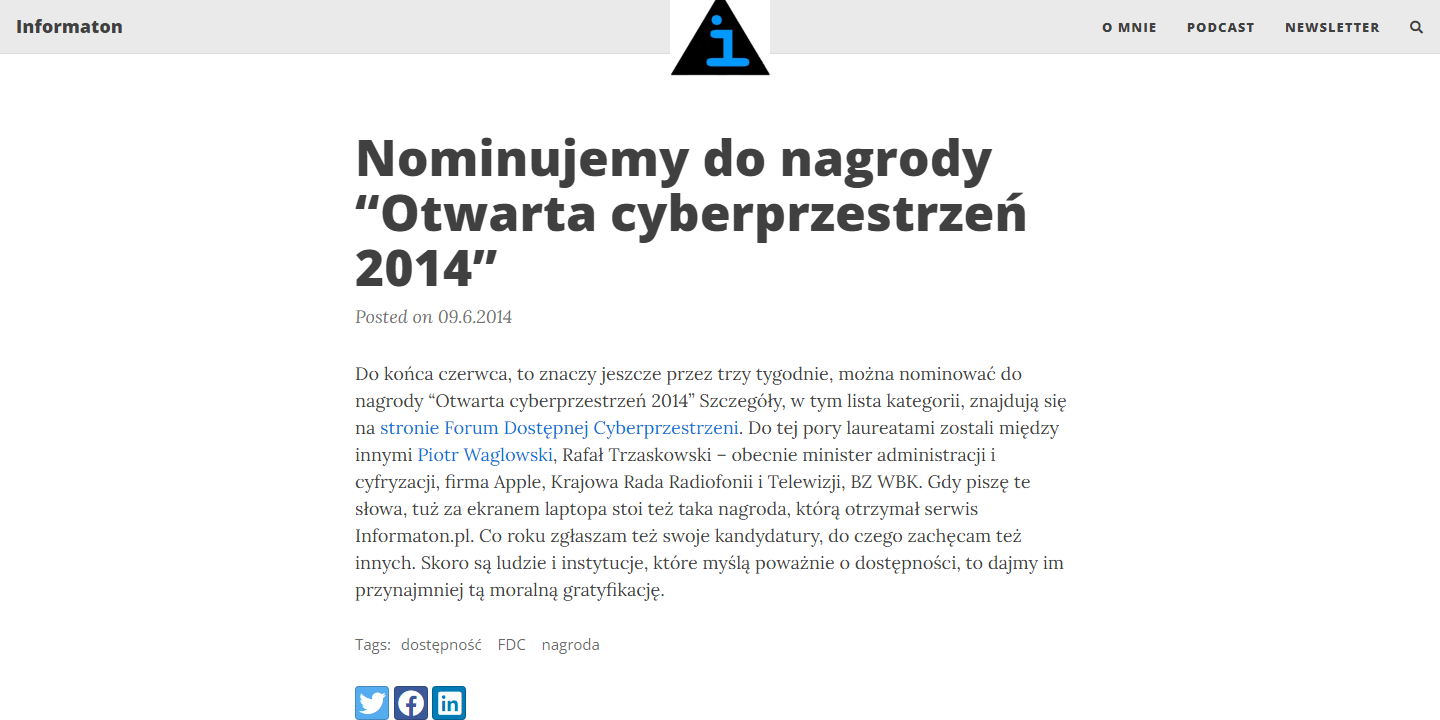 Informaton
i
O MNIE PODCAST NEWSLETTER
Nominujemy do nagrody
“Otwarta cyberprzestrzeń
2014”
Posted on 09.6.2014
Do końca czerwca, to znaczy jeszcze przez trzy tygodnie, można nominować do
nagrody “Otwarta cyberprzestrzeń 2014” Szczegóły, w tym lista kategorii, znajdują się
na stronie Forum Dostępnej Cyberprzestrzeni. Do tej pory laureatami zostali między
innymi Piotr Waglowski, Rafał Trzaskowski – obecnie minister administracji i
cyfryzacji, firma Apple, Krajowa Rada Radiofonii i Telewizji, BZ WBK. Gdy piszę te
słowa, tuż za ekranem laptopa stoi też taka nagroda, którą otrzymał serwis
Informaton.pl. Co roku zgłaszam też swoje kandydatury, do czego zachęcam też
innych. Skoro są ludzie i instytucje, które myślą poważnie o dostępności, to dajmy im
przynajmniej tą moralną gratyfikację.
Tags: dostępność FDC nagroda
in